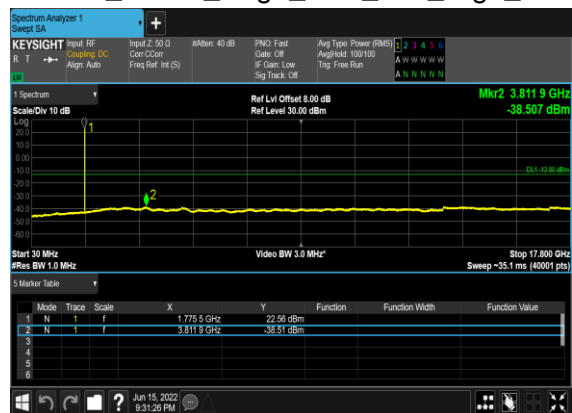 Spectrum Analyzer 1
Swept SA
KEYSIGHT Input: RF Input Z: 50 Ω #Atten: 40 dB PNO: Fast Avg Type: Power (RMS) 1 2 3 4 5 6
R T Coupling: DC Corr CCorr Gate: Off Avg|Hold: 100/100 A W W W W W
Align: Auto Freq Ref: Int (S) IF Gain: Low Trig: Free Run
Sig Track: Off A N N N N N
1 Spectrum Ref Lvl Offset 8.00 dB Mkr2 3.811 9 GHz
Scale/Div 10 dB Ref Level 30.00 dBm -38.507 dBm
Log
1
20.0
10.0
0.00
-10.0 DL1 -13.00 dBm
-20.0
-30.0
2
-40.0
-50.0
-60.0
Start 30 MHz Video BW 3.0 MHz* Stop 17.800 GHz
#Res BW 1.0 MHz Sweep ~35.1 ms (40001 pts)
5 Marker Table
Mode Trace Scale X Y Function Function Width Function Value
1 N 1 f 1.775 5 GHz 22.56 dBm
2 N 1 f 3.811 9 GHz -38.51 dBm
3
4
5
6
? Jun 15, 2022
9:31:26 PM